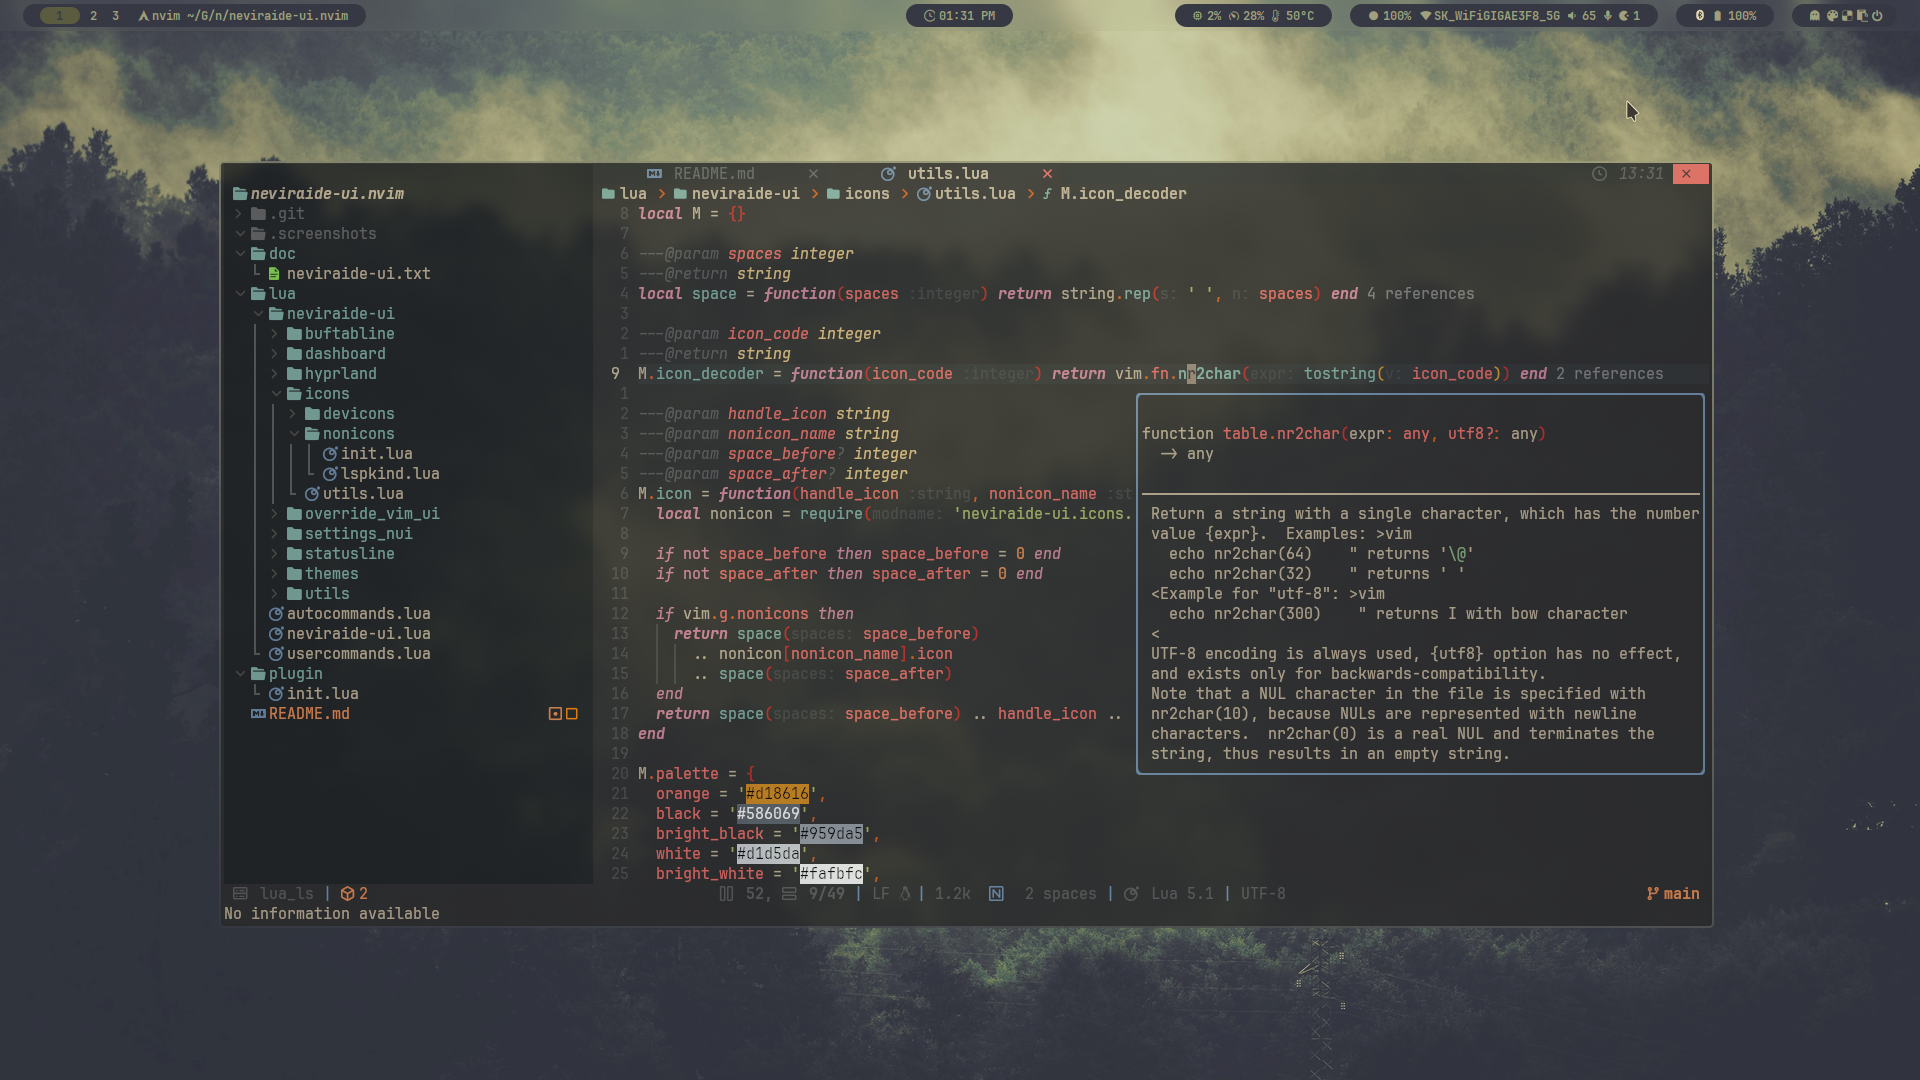 1 2 3 nvim ~/G/n/neviraide-ui.nvim
01:31 PM
2% 28% 50°C
100% SK_WiFiGIGAE3F8_5G 65 1
100%
neviraide-ui.nvim
.git
.screenshots
doc
neviraide-ui.txt
lua
neviraide-ui
buftabline
dashboard
hyprland
icons
devicons
nonicons
init.lua
lspkind.lua
utils.lua
override_vim_ui
settings_nui
statusline
themes
utils
autocommands.lua
neviraide-ui.lua
usercommands.lua
plugin
init.lua
README.md
README.md × utils.lua × 13:31 ×
lua > neviraide-ui > icons > utils.lua > ƒ M.icon_decoder
8 local M = {}
7
6 ---@param spaces integer
5 ---@return string
4 local space = function(spaces :integer) return string.rep(s: ' ', n: spaces) end 4 references
3
2 ---@param icon_code integer
1 ---@return string
9 M.icon_decoder = function(icon_code :integer) return vim.fn.nr2char(expr: tostring(v: icon_code)) end 2 references
1
2 ---@param handle_icon string
3 ---@param nonicon_name string
4 ---@param space_before? integer
5 ---@param space_after? integer
6 M.icon = function(handle_icon :string, nonicon_name :st
7 local nonicon = require(modname: 'neviraide-ui.icons.
8
9 if not space_before then space_before = 0 end
10 if not space_after then space_after = 0 end
11
12 if vim.g.nonicons then
13 return space(spaces: space_before)
14 .. nonicon[nonicon_name].icon
15 .. space(spaces: space_after)
16 end
17 return space(spaces: space_before) .. handle_icon ..
18 end
19
20 M.palette = {
21 orange = '#d18616',
22 black = '#586069',
23 bright_black = '#959da5',
24 white = '#d1d5da',
25 bright_white = '#fafbfc',
function table.nr2char(expr: any, utf8?: any)
→ any
Return a string with a single character, which has the number
value {expr}. Examples: >vim
echo nr2char(64) " returns '\@'
echo nr2char(32) " returns ' '
<Example for "utf-8": >vim
echo nr2char(300) " returns I with bow character
<
UTF-8 encoding is always used, {utf8} option has no effect,
and exists only for backwards-compatibility.
Note that a NUL character in the file is specified with
nr2char(10), because NULs are represented with newline
characters. nr2char(0) is a real NUL and terminates the
string, thus results in an empty string.
lua_ls | 2 52, 9/49 | LF | 1.2k N 2 spaces | Lua 5.1 | UTF-8 main
No information available